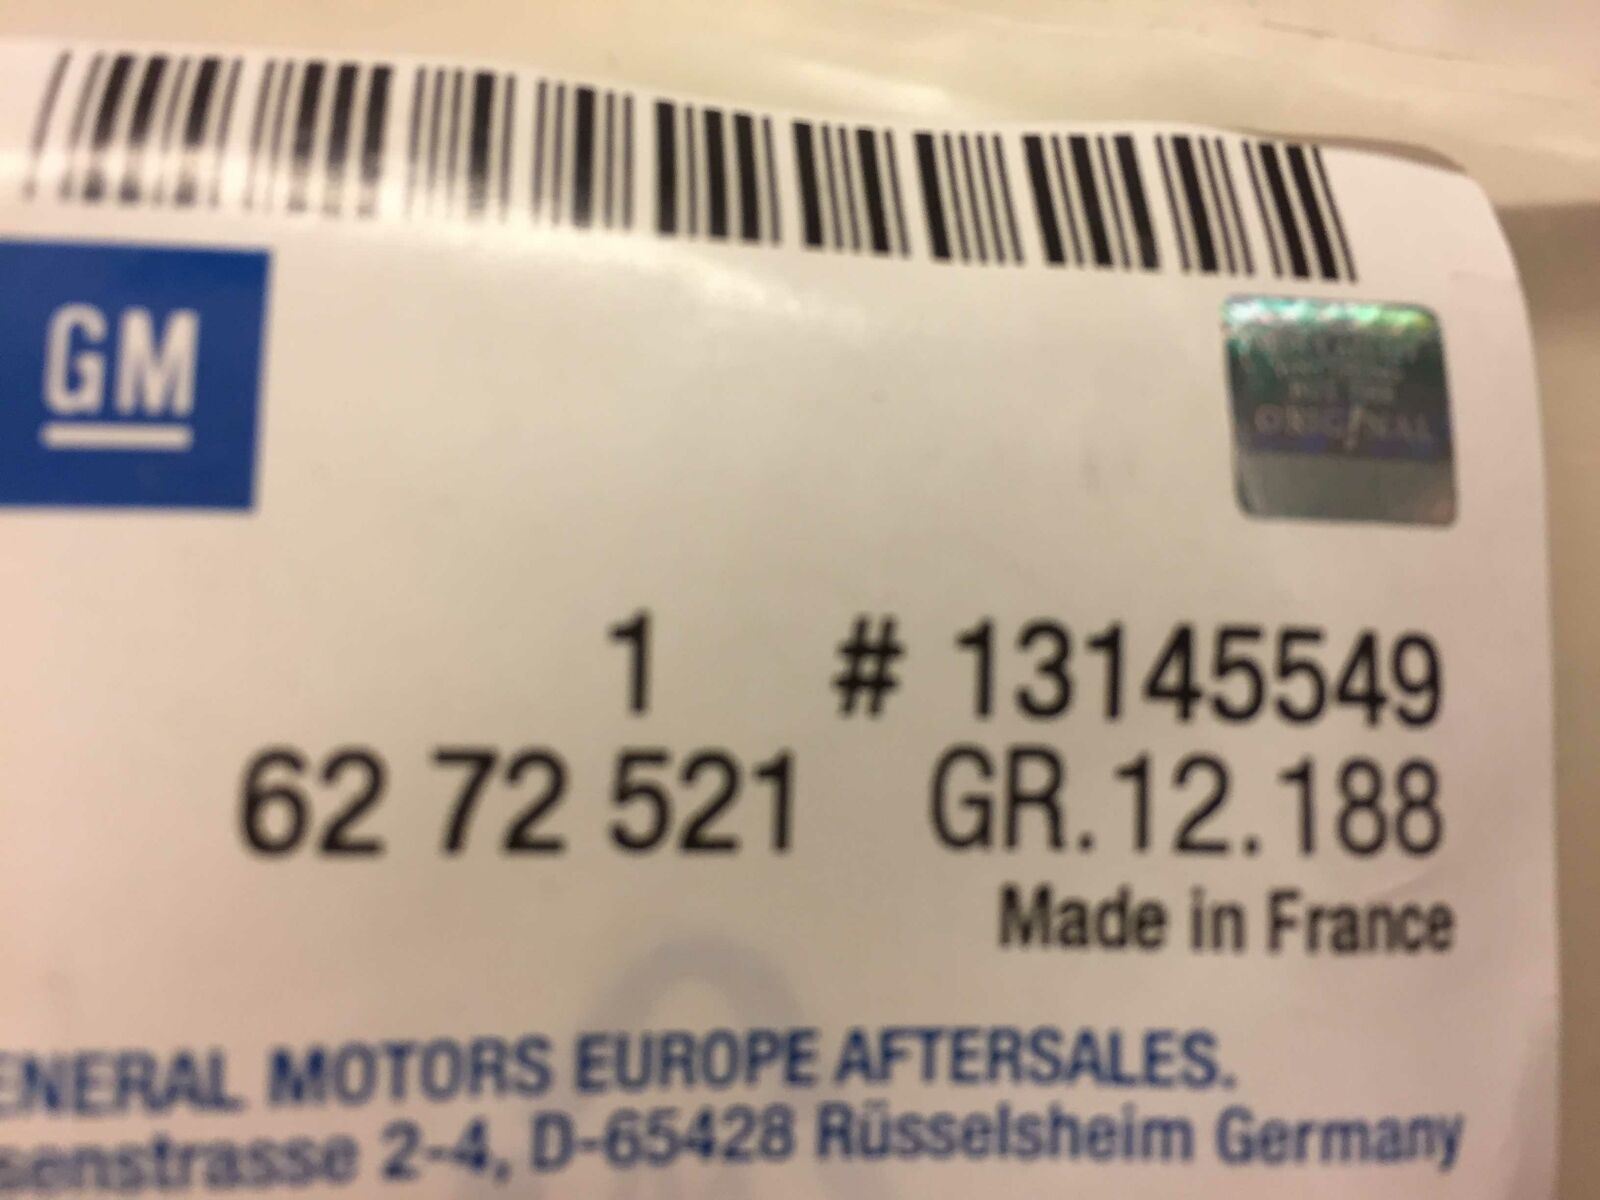 GM
ORIGINAL
1 # 13145549
62 72 521 GR.12.188
Made in France
ENERAL MOTORS EUROPE AFTERSALES.
senstrasse 2-4, D-65428 Rüsselsheim Germany